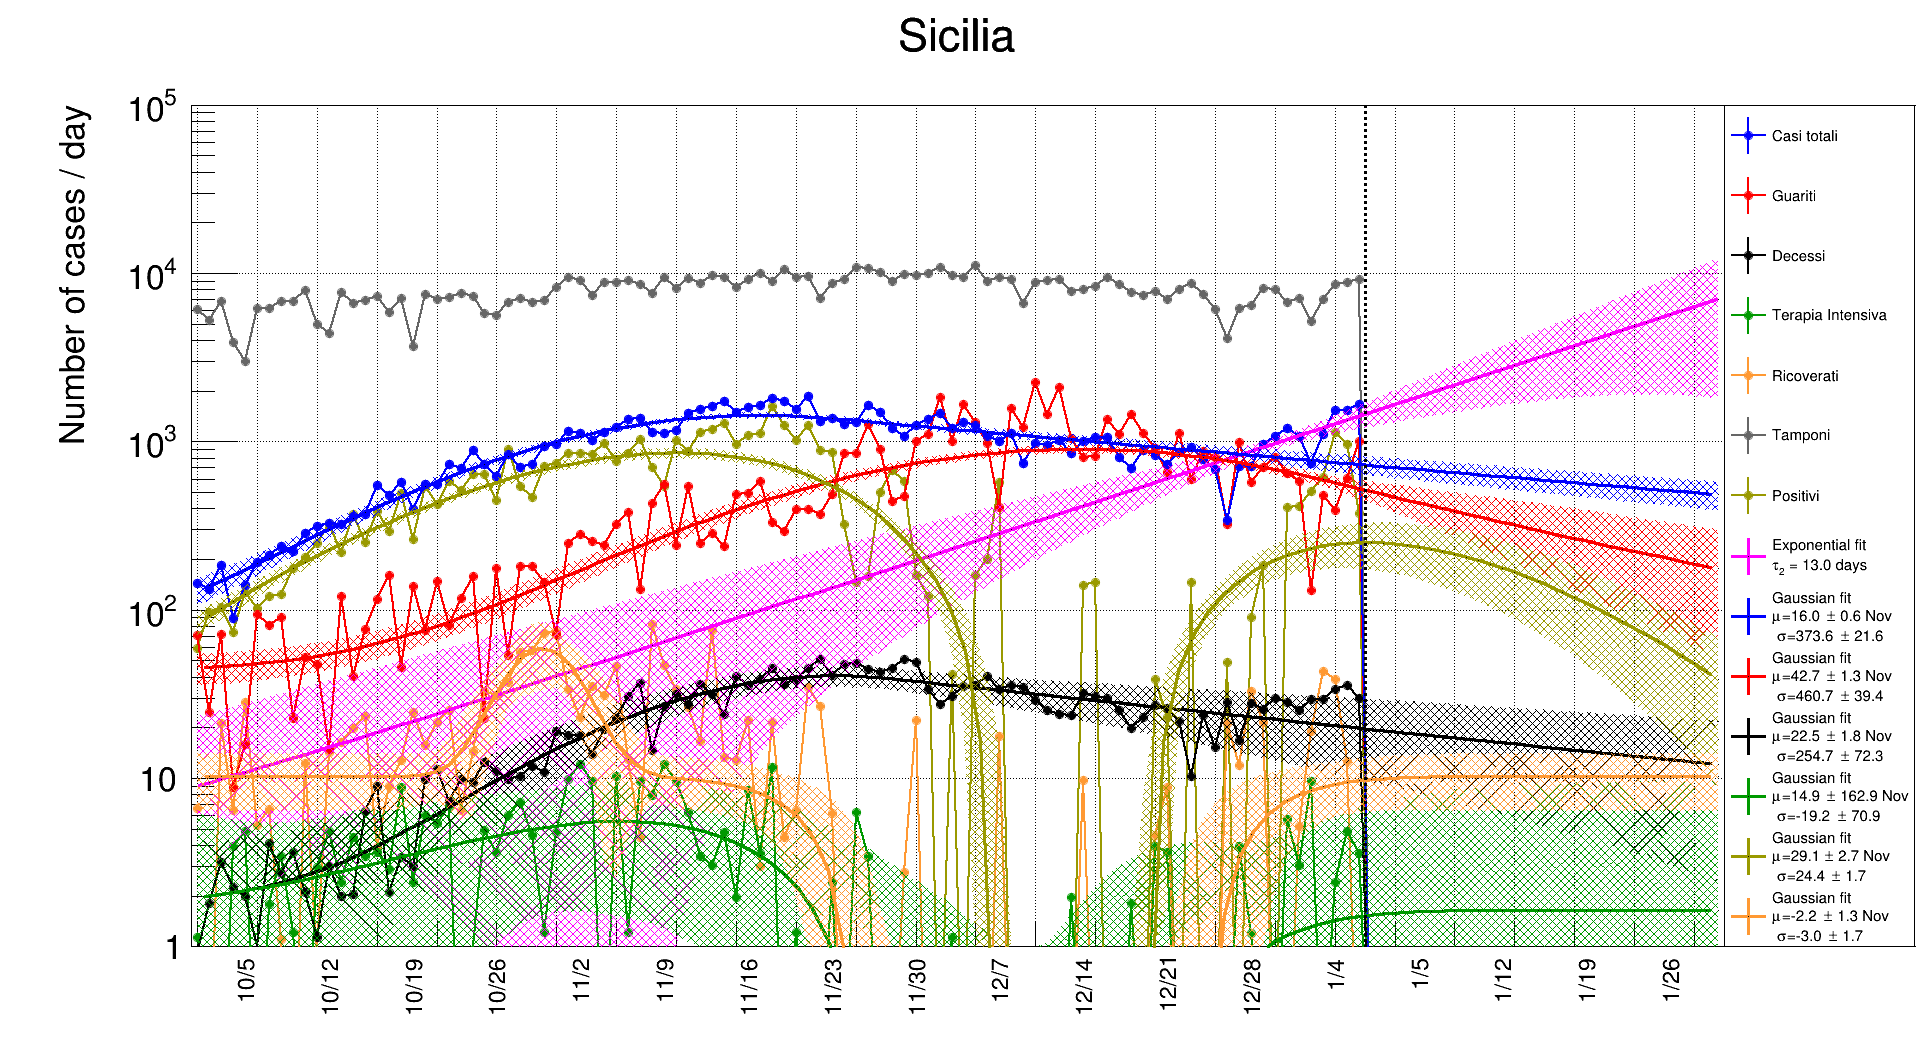 Sicilia
Number of cases / day
10^5
10^4
10^3
10^2
10
1
10/5
10/12
10/19
10/26
11/2
11/9
11/16
11/23
11/30
12/7
12/14
12/21
12/28
1/4
1/5
1/12
1/19
1/26
Casi totali
Guariti
Decessi
Terapia Intensiva
Ricoverati
Tamponi
Positivi
Exponential fit
τ₂ = 13.0 days
Gaussian fit
μ=16.0 ± 0.6 Nov
σ=373.6 ± 21.6
Gaussian fit
μ=42.7 ± 1.3 Nov
σ=460.7 ± 39.4
Gaussian fit
μ=22.5 ± 1.8 Nov
σ=254.7 ± 72.3
Gaussian fit
μ=14.9 ± 162.9 Nov
σ=-19.2 ± 70.9
Gaussian fit
μ=29.1 ± 2.7 Nov
σ=24.4 ± 1.7
Gaussian fit
μ=-2.2 ± 1.3 Nov
σ=-3.0 ± 1.7